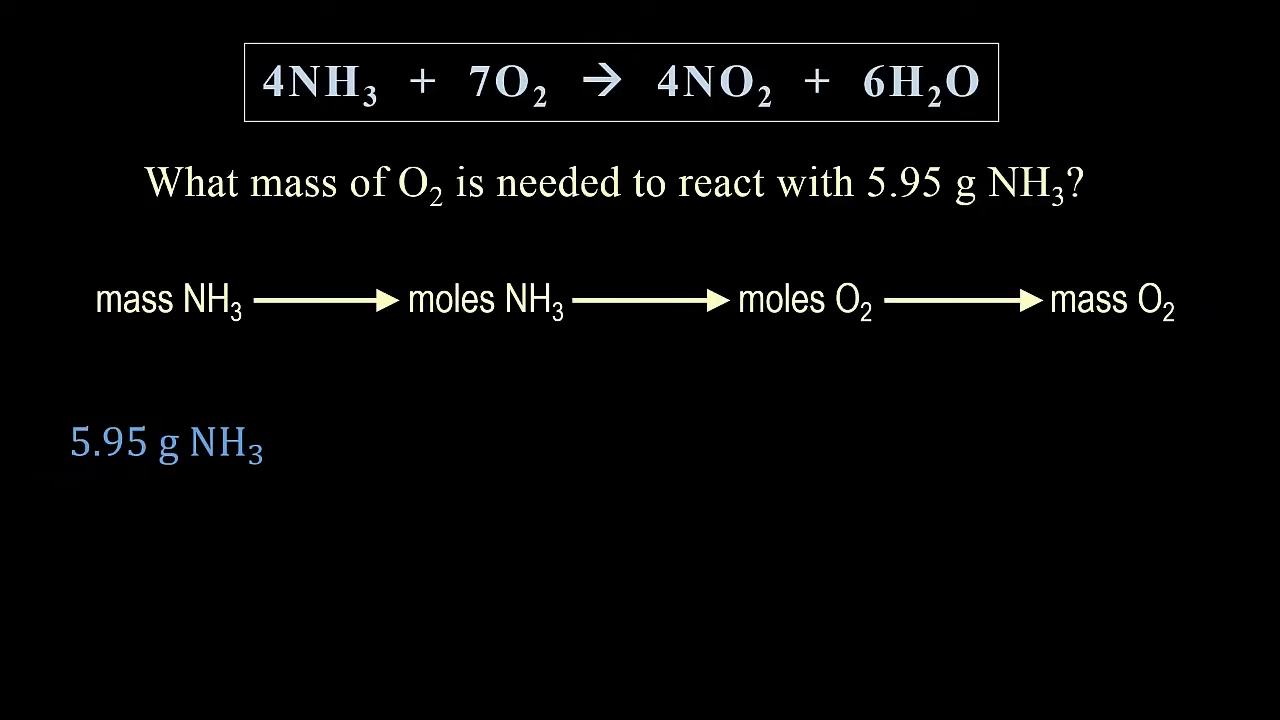 4NH₃ + 7O₂ → 4NO₂ + 6H₂O
What mass of O₂ is needed to react with 5.95 g NH₃?
mass NH₃ → moles NH₃ → moles O₂ → mass O₂
5.95 g NH₃